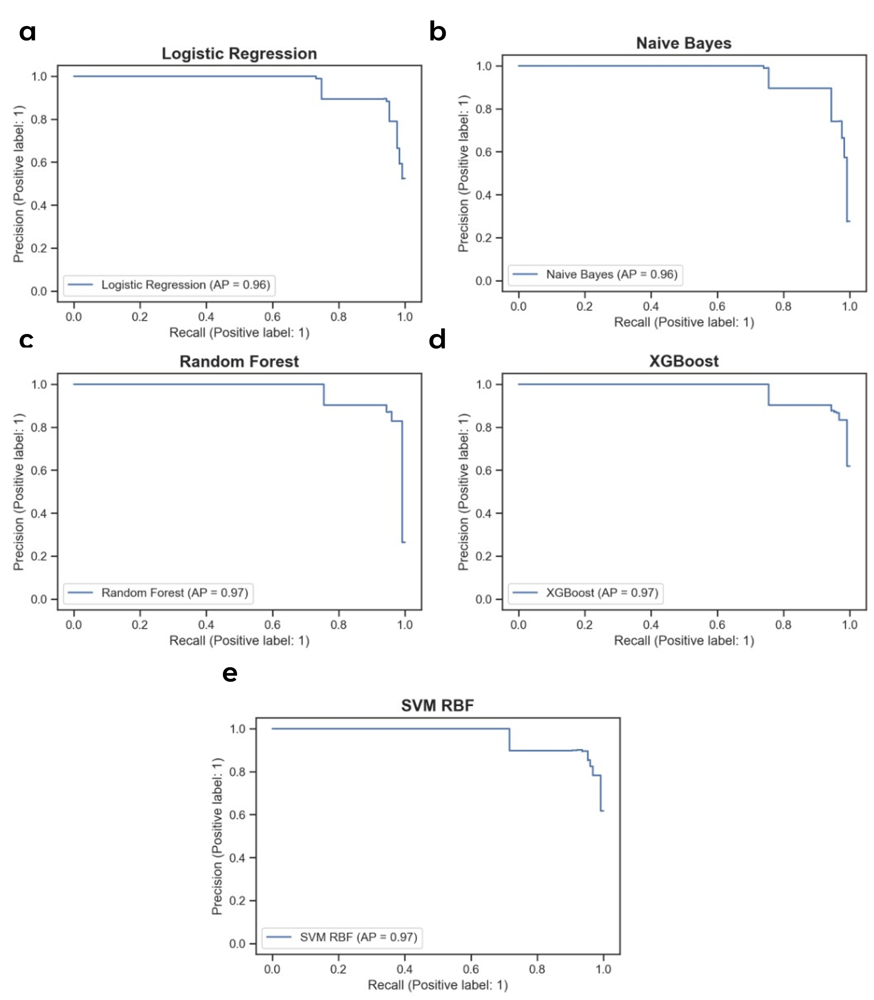 a
Logistic Regression
1.0
0.8
0.6
0.4
0.2
0.0
Precision (Positive label: 1)
Logistic Regression (AP = 0.96)
0.0 0.2 0.4 0.6 0.8 1.0
Recall (Positive label: 1)
b
Naive Bayes
1.0
0.8
0.6
0.4
0.2
0.0
Precision (Positive label: 1)
Naive Bayes (AP = 0.96)
0.0 0.2 0.4 0.6 0.8 1.0
Recall (Positive label: 1)
c
Random Forest
1.0
0.8
0.6
0.4
0.2
0.0
Precision (Positive label: 1)
Random Forest (AP = 0.97)
0.0 0.2 0.4 0.6 0.8 1.0
Recall (Positive label: 1)
d
XGBoost
1.0
0.8
0.6
0.4
0.2
0.0
Precision (Positive label: 1)
XGBoost (AP = 0.97)
0.0 0.2 0.4 0.6 0.8 1.0
Recall (Positive label: 1)
e
SVM RBF
1.0
0.8
0.6
0.4
0.2
0.0
Precision (Positive label: 1)
SVM RBF (AP = 0.97)
0.0 0.2 0.4 0.6 0.8 1.0
Recall (Positive label: 1)